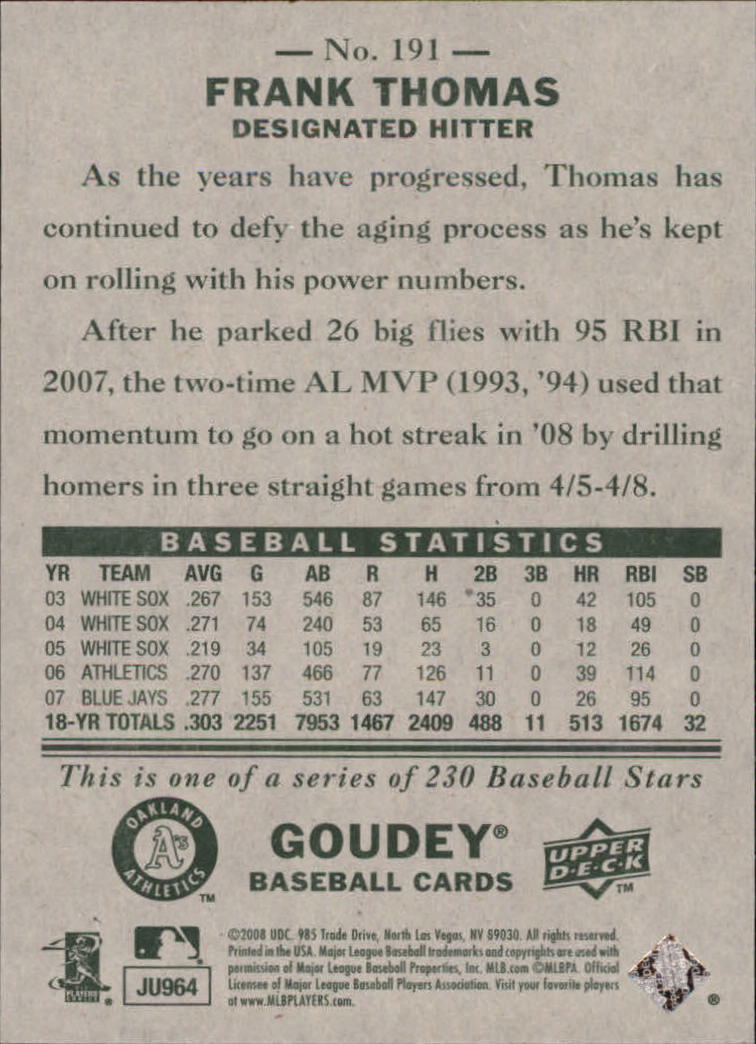 — No. 191 —
FRANK THOMAS
DESIGNATED HITTER
As the years have progressed, Thomas has
continued to defy the aging process as he's kept
on rolling with his power numbers.
After he parked 26 big flies with 95 RBI in
2007, the two-time AL MVP (1993, '94) used that
momentum to go on a hot streak in '08 by drilling
homers in three straight games from 4/5-4/8.
BASEBALL STATISTICS
YR TEAM AVG G AB R H 2B 3B HR RBI SB
03 WHITE SOX .267 153 546 87 146 35 0 42 105 0
04 WHITE SOX .271 74 240 53 65 16 0 18 49 0
05 WHITE SOX .219 34 105 19 23 3 0 12 26 0
06 ATHLETICS .270 137 466 77 126 11 0 39 114 0
07 BLUE JAYS .277 155 531 63 147 30 0 26 95 0
18-YR TOTALS .303 2251 7953 1467 2409 488 11 513 1674 32
This is one of a series of 230 Baseball Stars
OAKLAND
A's
ATHLETICS
TM
GOUDEY®
BASEBALL CARDS
UPPER
D·E·C·K
TM
©2008 UDC. 985 Trade Drive, North Las Vegas, NV 89030. All rights reserved.
Printed in the USA. Major League Baseball trademarks and copyrights are used with
permission of Major League Baseball Properties, Inc. MLB.com ©MLBPA. Official
Licensee of Major League Baseball Players Association. Visit your favorite players
at www.MLBPLAYERS.com.
JU964
PLAYERS
®
®